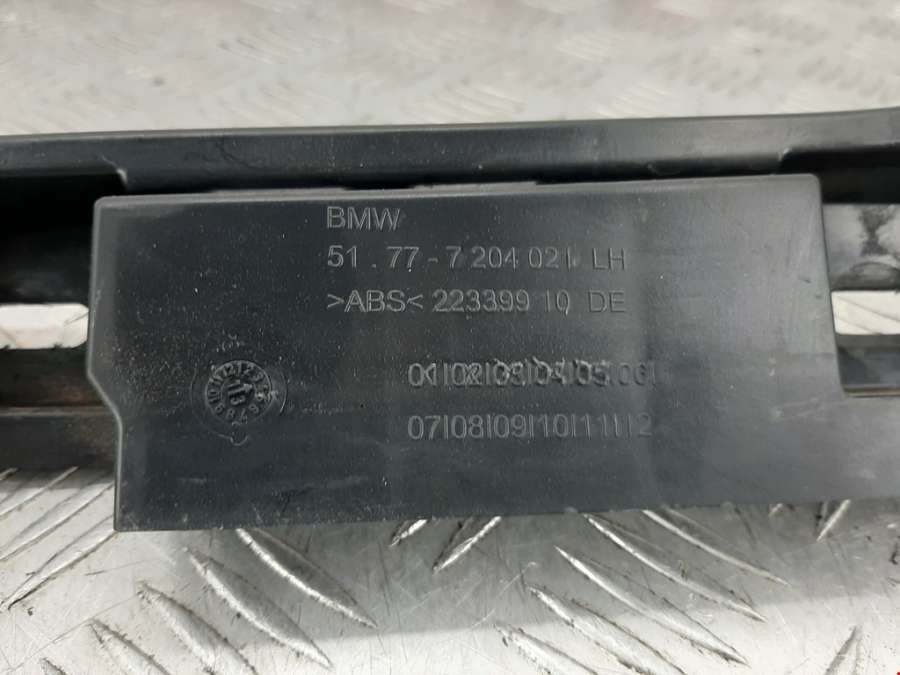 BMW
51 . 77 - 7 204 021 LH
>ABS< 223399 10 DE
01|02|03|04|05|06|
07|08|09|10|11|12
13